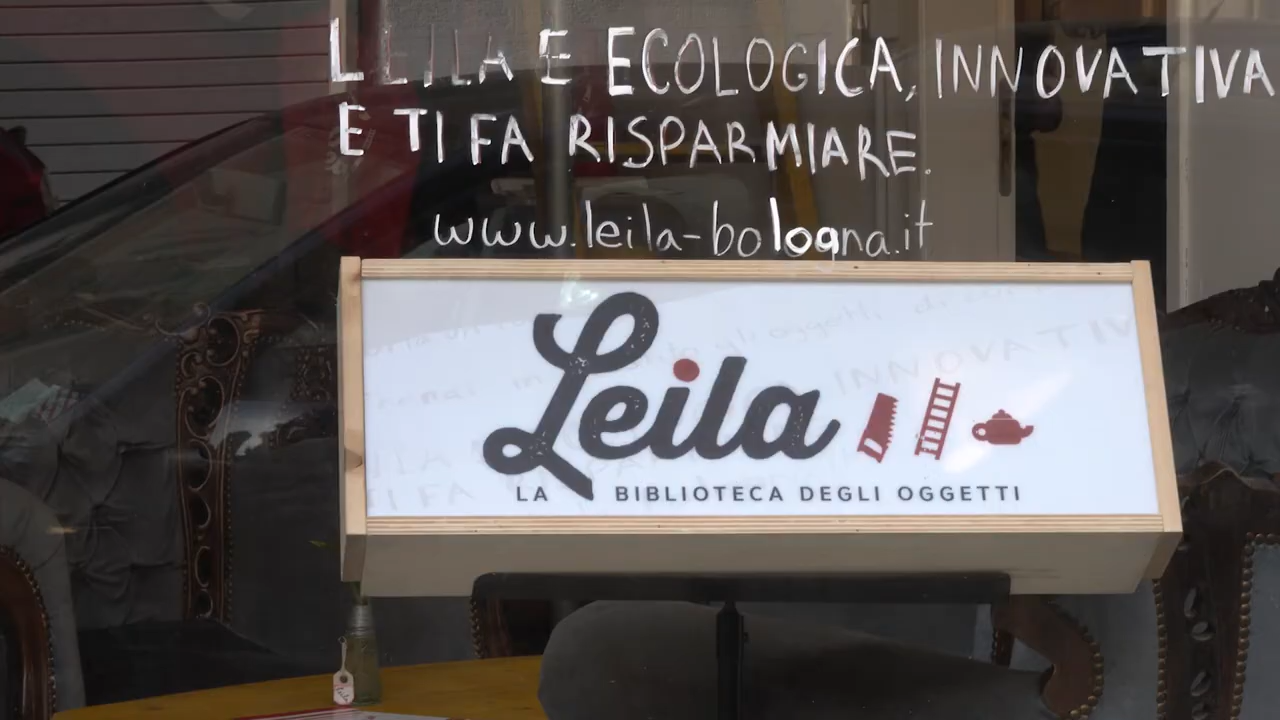 LEILA E ECOLOGICA, INNOVATIVA
E TI FA RISPARMIARE.
www.leila-bologna.it
Leila
LA BIBLIOTECA DEGLI OGGETTI